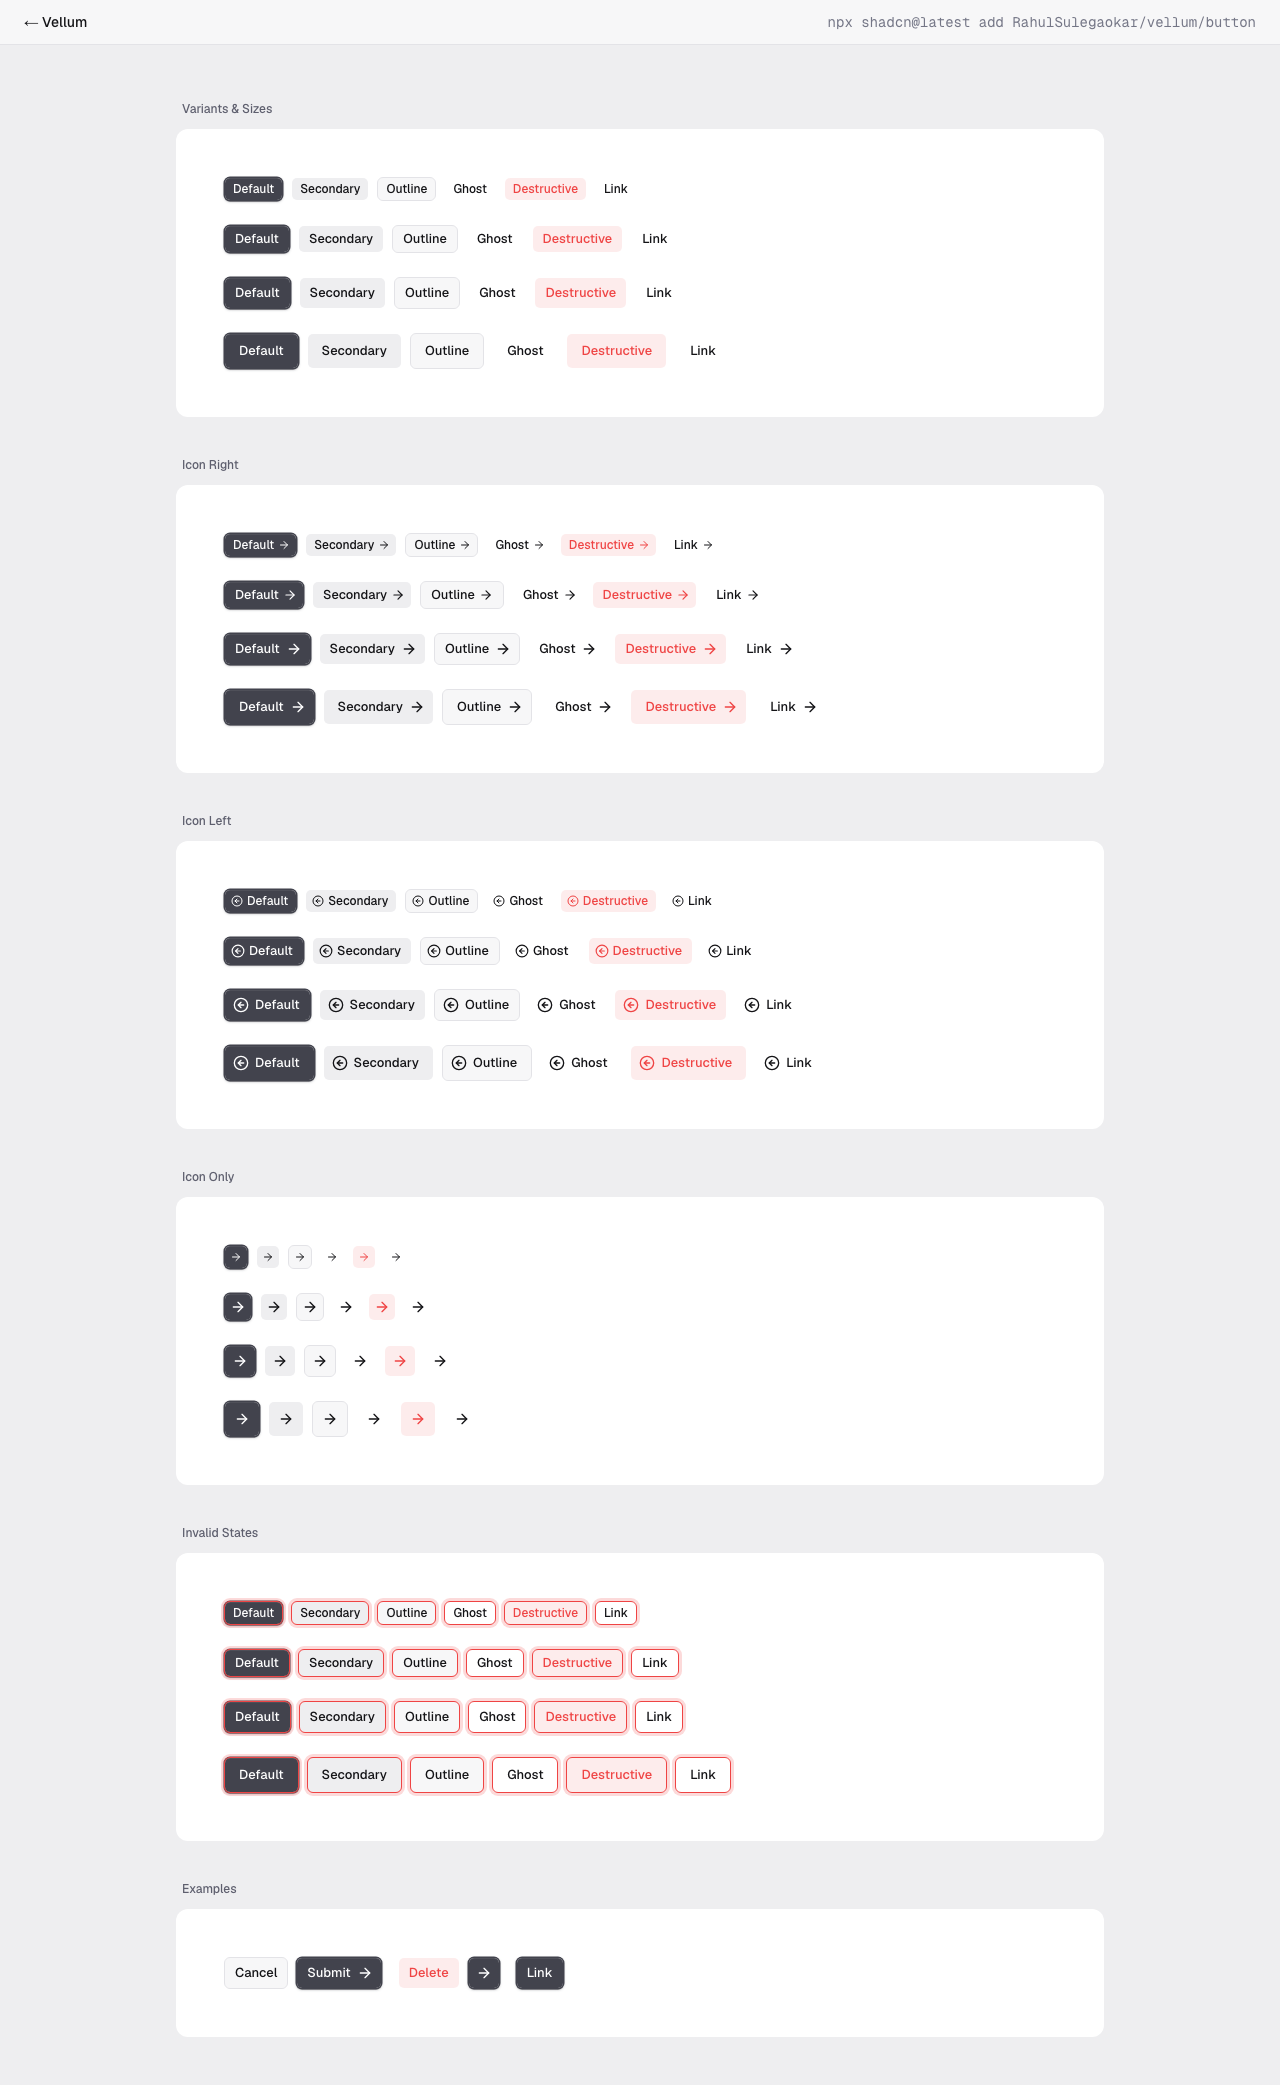 ← Vellum
npx shadcn@latest add RahulSulegaokar/vellum/button
Variants & Sizes
Default Secondary Outline Ghost Destructive Link
Default Secondary Outline Ghost Destructive Link
Default Secondary Outline Ghost Destructive Link
Default Secondary Outline Ghost Destructive Link
Icon Right
Default → Secondary → Outline → Ghost → Destructive → Link →
Default → Secondary → Outline → Ghost → Destructive → Link →
Default → Secondary → Outline → Ghost → Destructive → Link →
Default → Secondary → Outline → Ghost → Destructive → Link →
Icon Left
Default Secondary Outline Ghost Destructive Link
Default Secondary Outline Ghost Destructive Link
Default Secondary Outline Ghost Destructive Link
Default Secondary Outline Ghost Destructive Link
Icon Only
Invalid States
Default Secondary Outline Ghost Destructive Link
Default Secondary Outline Ghost Destructive Link
Default Secondary Outline Ghost Destructive Link
Default Secondary Outline Ghost Destructive Link
Examples
Cancel Submit → Delete → Link